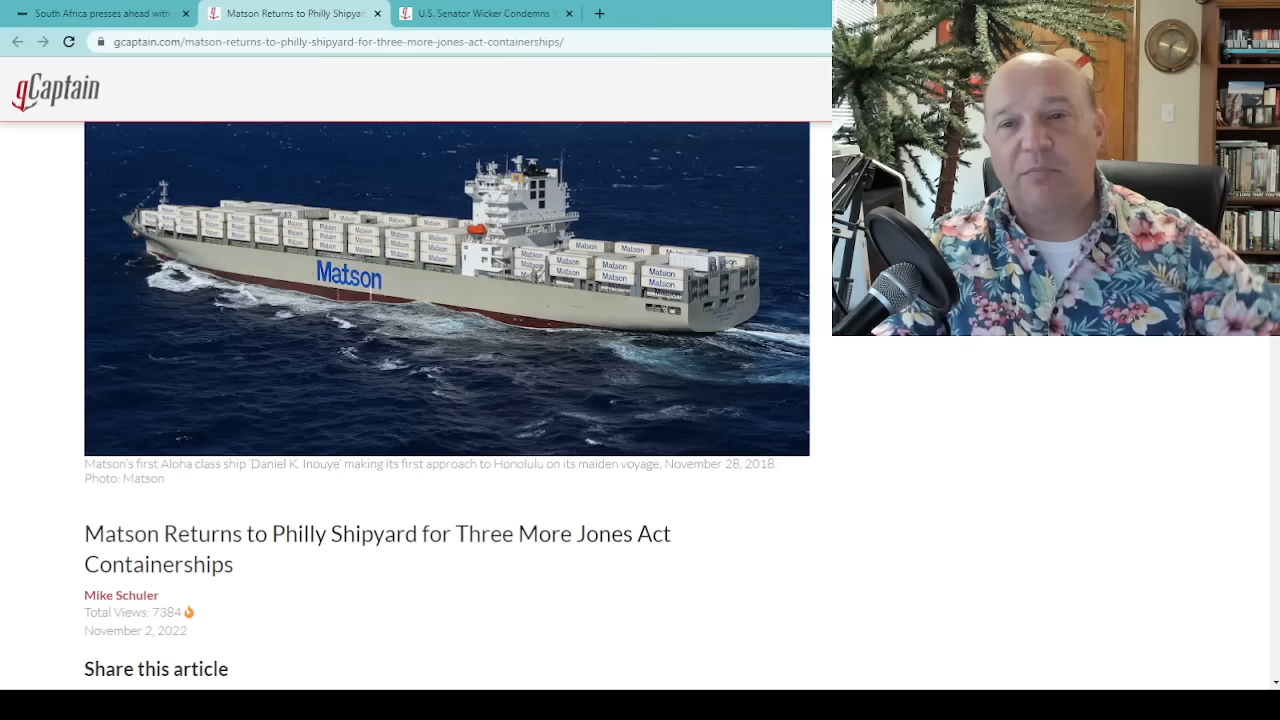 South Africa presses ahead with
Matson Returns to Philly Shipyar
U.S. Senator Wicker Condemns
gcaptain.com/matson-returns-to-philly-shipyard-for-three-more-jones-act-containerships/
gCaptain
Matson
Matson's first Aloha class ship 'Daniel K. Inouye' making its first approach to Honolulu on its maiden voyage, November 28, 2018.
Photo: Matson
Matson Returns to Philly Shipyard for Three More Jones Act
Containerships
Mike Schuler
Total Views: 7384
November 2, 2022
Share this article